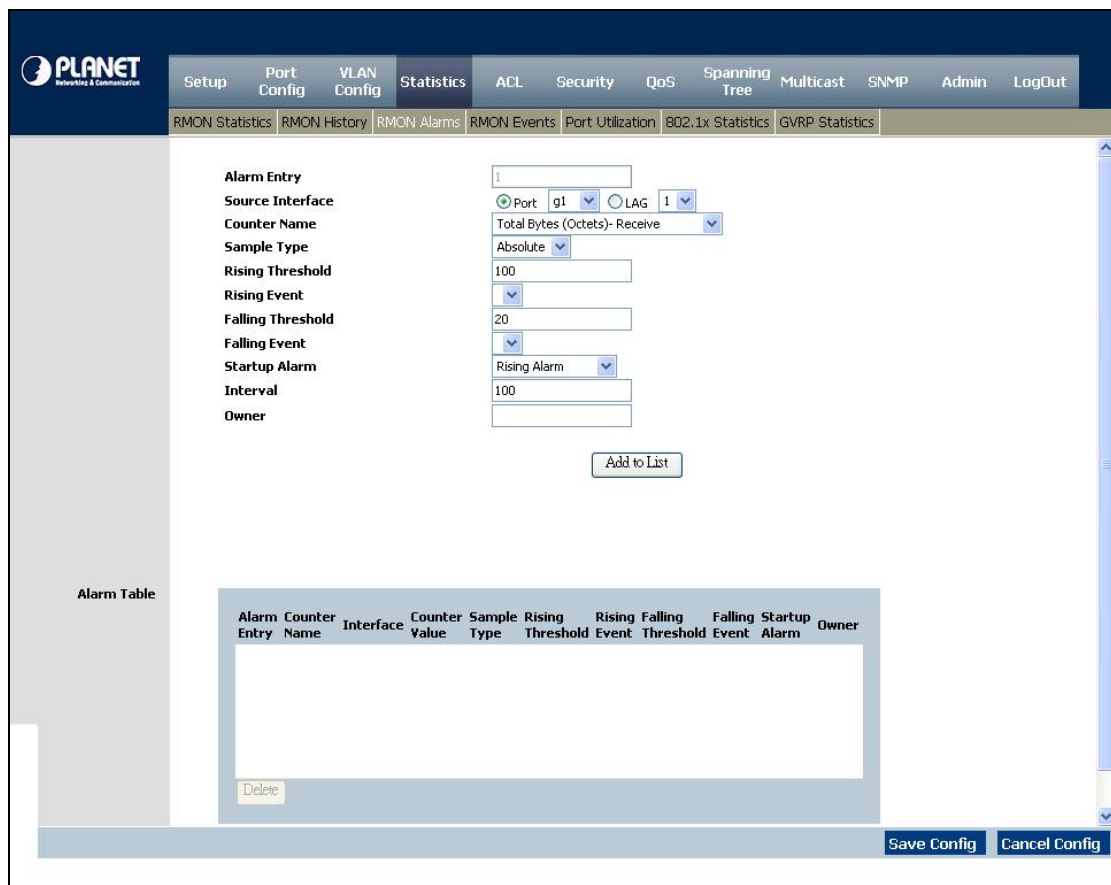 PLANET
Networking & Communication
Setup Port Config VLAN Config Statistics ACL Security QoS Spanning Tree Multicast SNMP Admin LogOut
RMON Statistics RMON History RMON Alarms RMON Events Port Utilization 802.1x Statistics GVRP Statistics
Alarm Entry 1
Source Interface Port g1 LAG 1
Counter Name Total Bytes (Octets)- Receive
Sample Type Absolute
Rising Threshold 100
Rising Event
Falling Threshold 20
Falling Event
Startup Alarm Rising Alarm
Interval 100
Owner
Add to List
Alarm Table
Alarm Entry Counter Name Interface Counter Value Sample Type Rising Threshold Rising Event Falling Threshold Falling Event Startup Alarm Owner
Delete
Save Config Cancel Config